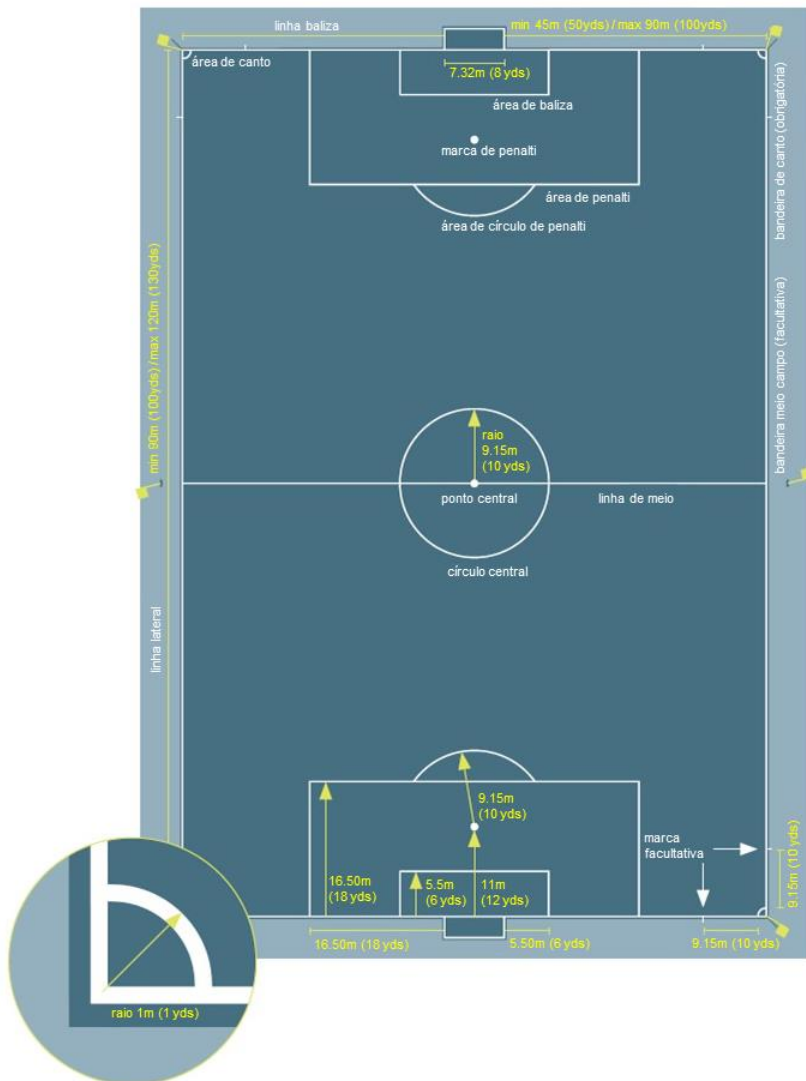 linha baliza
min 45m (50yds)/max 90m (100yds)
área de canto
7.32m (8 yds)
área de baliza
marca de penalti
área de penalti
área de círculo de penalti
bandeira de canto (obrigatória)
min 90m (100yds)/max 120m (130yds)
bandeira meio campo (facultativa)
raio
9.15m
(10 yds)
ponto central
linha de meio
círculo central
linha lateral
9.15m
(10 yds)
marca
facultativa
9.15m (10 yds)
16.50m
(18 yds)
5.5m
(6 yds)
11m
(12 yds)
16.50m (18 yds)
5.50m (6 yds)
9.15m (10 yds)
raio 1m (1 yds)